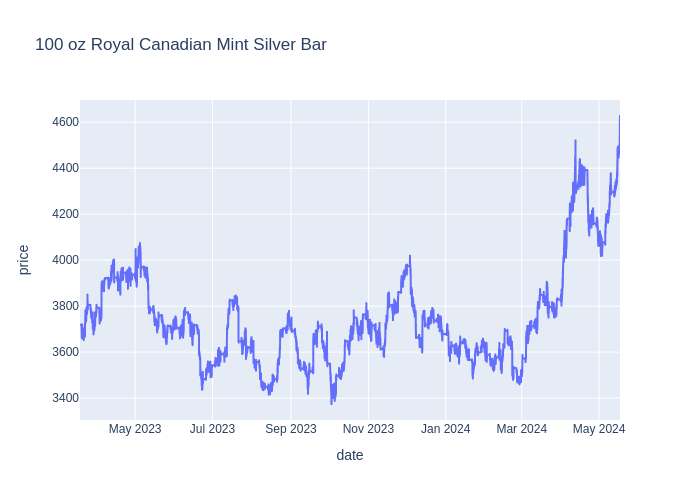 100 oz Royal Canadian Mint Silver Bar
4600
4400
4200
4000
3800
3600
3400
price
May 2023
Jul 2023
Sep 2023
Nov 2023
Jan 2024
Mar 2024
May 2024
date